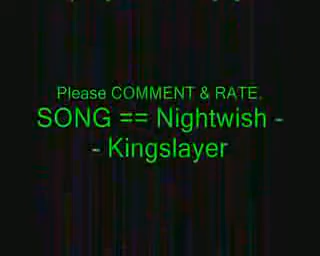 Please COMMENT & RATE.
SONG == Nightwish -
- Kingslayer